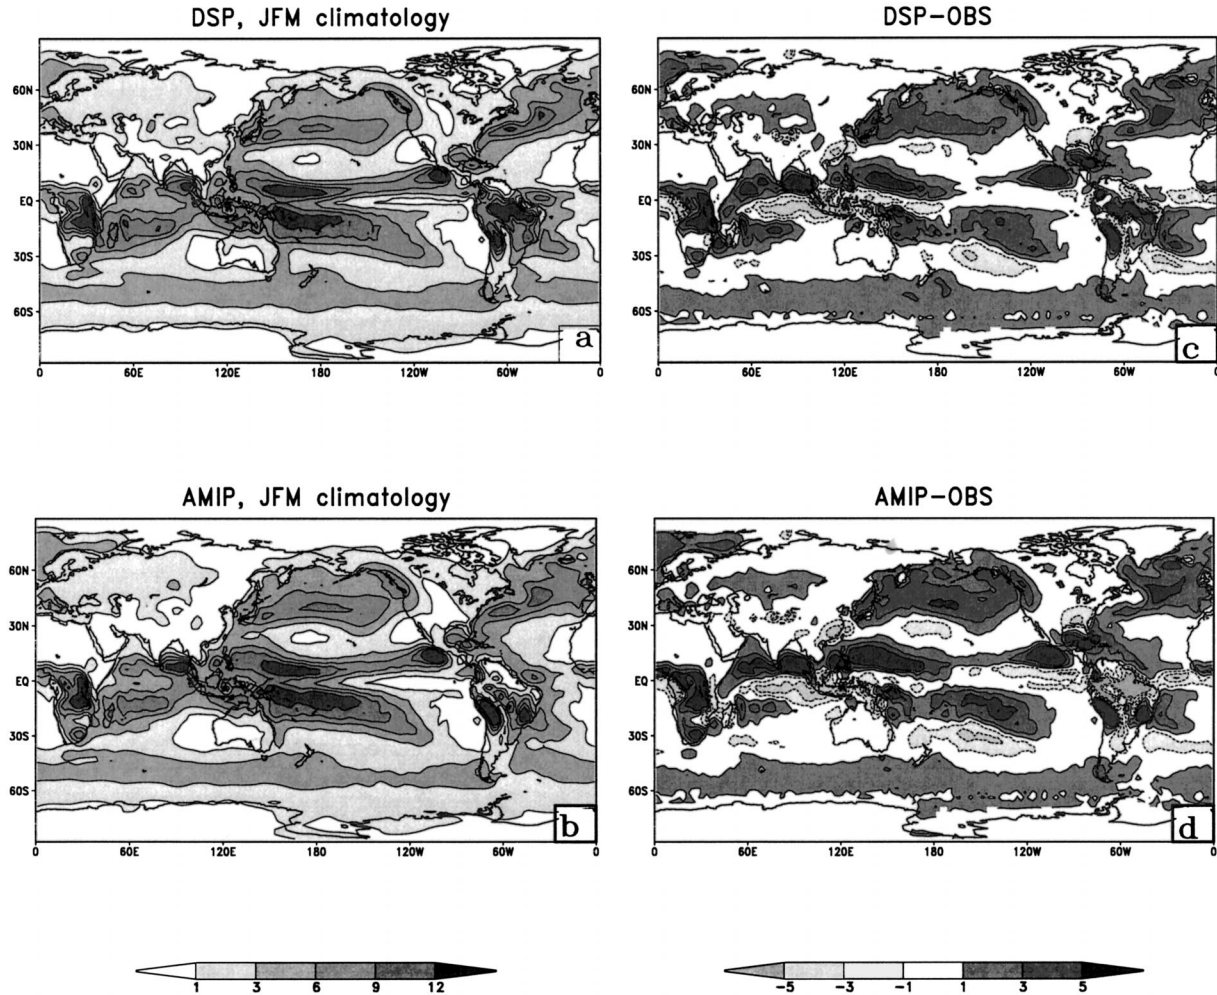 DSP, JFM climatology
60N
30N
EQ
30S
60S
0 60E 120E 180 120W 60W 0
a
DSP-OBS
60N
30N
EQ
30S
60S
0 60E 120E 180 120W 60W 0
c
AMIP, JFM climatology
60N
30N
EQ
30S
60S
0 60E 120E 180 120W 60W 0
b
AMIP-OBS
60N
30N
EQ
30S
60S
0 60E 120E 180 120W 60W 0
d
1 3 6 9 12
-5 -3 -1 1 3 5